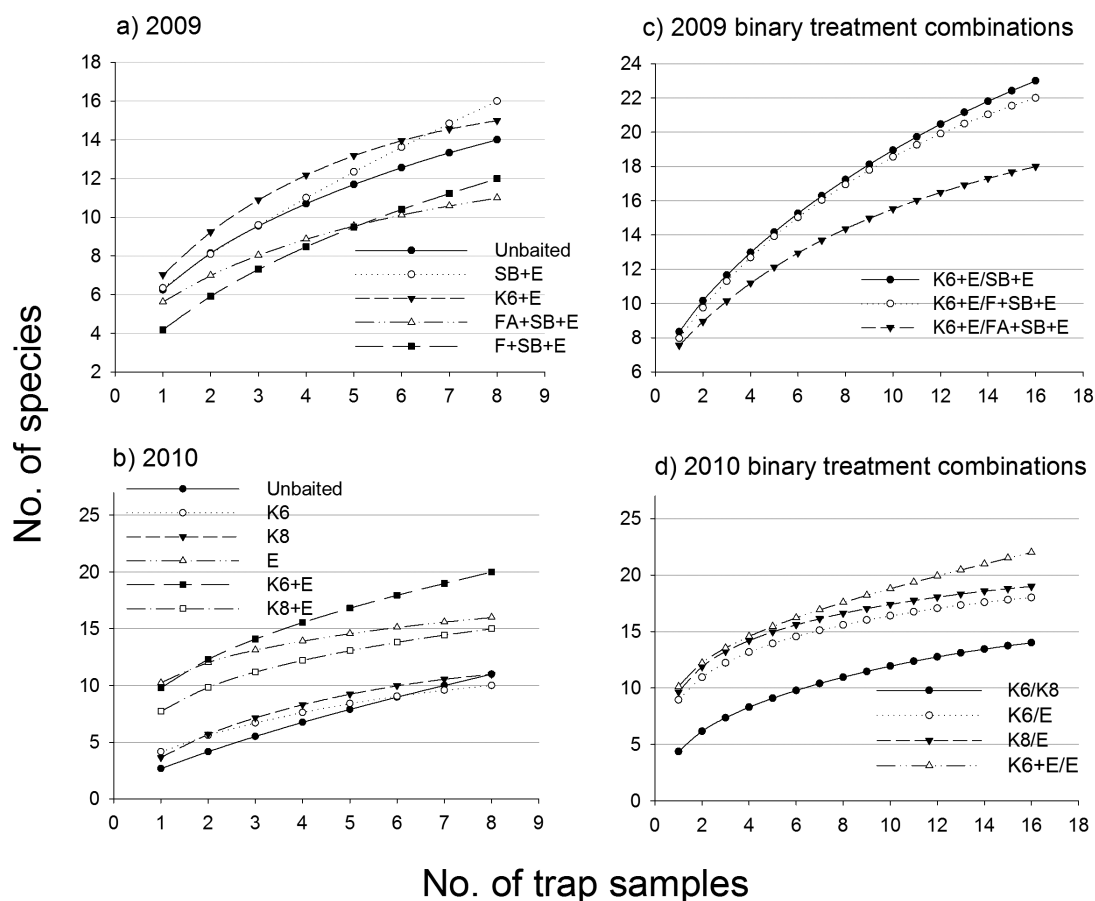 a) 2009
18
16
14
12
10
8
6
4
2
0 1 2 3 4 5 6 7 8 9
Unbaited
SB+E
K6+E
FA+SB+E
F+SB+E
c) 2009 binary treatment combinations
24
22
20
18
16
14
12
10
8
6
0 2 4 6 8 10 12 14 16 18
K6+E/SB+E
K6+E/F+SB+E
K6+E/FA+SB+E
No. of species
b) 2010
Unbaited
K6
K8
E
K6+E
K8+E
25
20
15
10
5
0
0 1 2 3 4 5 6 7 8 9
d) 2010 binary treatment combinations
25
20
15
10
5
0
0 2 4 6 8 10 12 14 16 18
K6/K8
K6/E
K8/E
K6+E/E
No. of trap samples